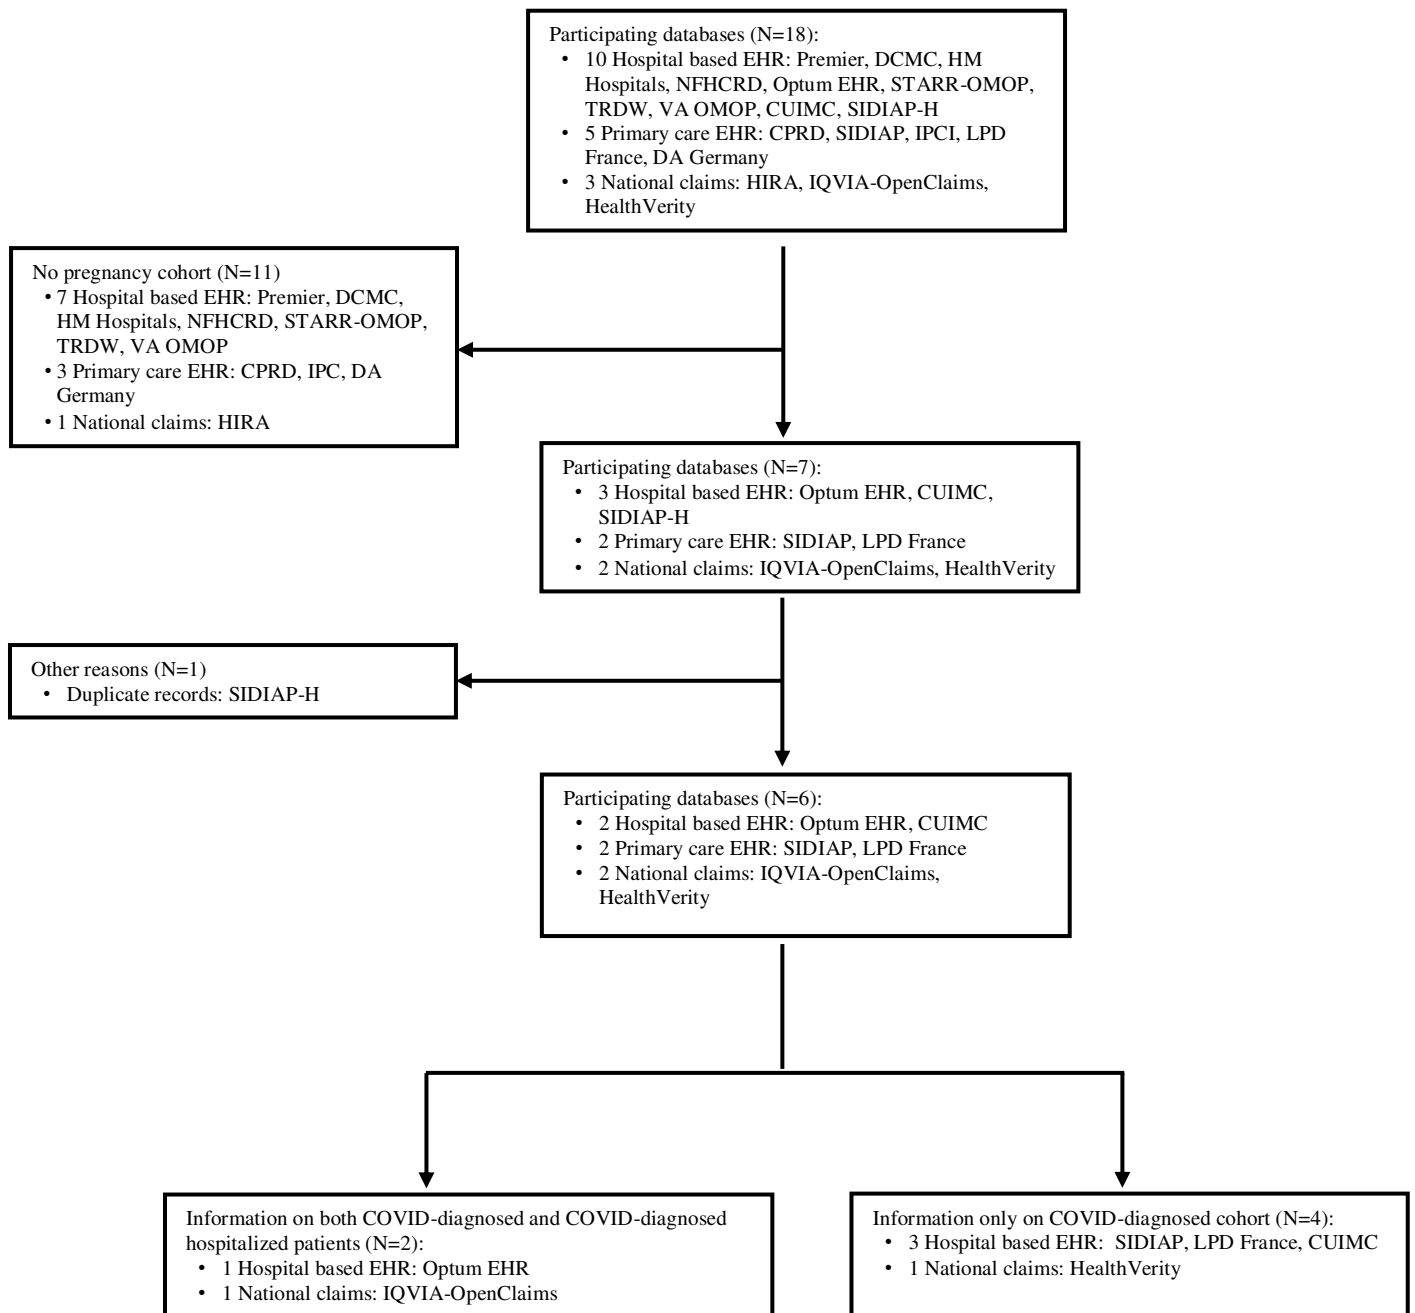 Participating databases (N=18):
• 10 Hospital based EHR: Premier, DCMC, HM
Hospitals, NFHCRD, Optum EHR, STARR-OMOP,
TRDW, VA OMOP, CUIMC, SIDIAP-H
• 5 Primary care EHR: CPRD, SIDIAP, IPCI, LPD
France, DA Germany
• 3 National claims: HIRA, IQVIA-OpenClaims,
HealthVerity
No pregnancy cohort (N=11)
• 7 Hospital based EHR: Premier, DCMC,
HM Hospitals, NFHCRD, STARR-OMOP,
TRDW, VA OMOP
• 3 Primary care EHR: CPRD, IPC, DA
Germany
• 1 National claims: HIRA
Participating databases (N=7):
• 3 Hospital based EHR: Optum EHR, CUIMC,
SIDIAP-H
• 2 Primary care EHR: SIDIAP, LPD France
• 2 National claims: IQVIA-OpenClaims, HealthVerity
Other reasons (N=1)
• Duplicate records: SIDIAP-H
Participating databases (N=6):
• 2 Hospital based EHR: Optum EHR, CUIMC
• 2 Primary care EHR: SIDIAP, LPD France
• 2 National claims: IQVIA-OpenClaims,
HealthVerity
Information on both COVID-diagnosed and COVID-diagnosed
hospitalized patients (N=2):
• 1 Hospital based EHR: Optum EHR
• 1 National claims: IQVIA-OpenClaims
Information only on COVID-diagnosed cohort (N=4):
• 3 Hospital based EHR: SIDIAP, LPD France, CUIMC
• 1 National claims: HealthVerity